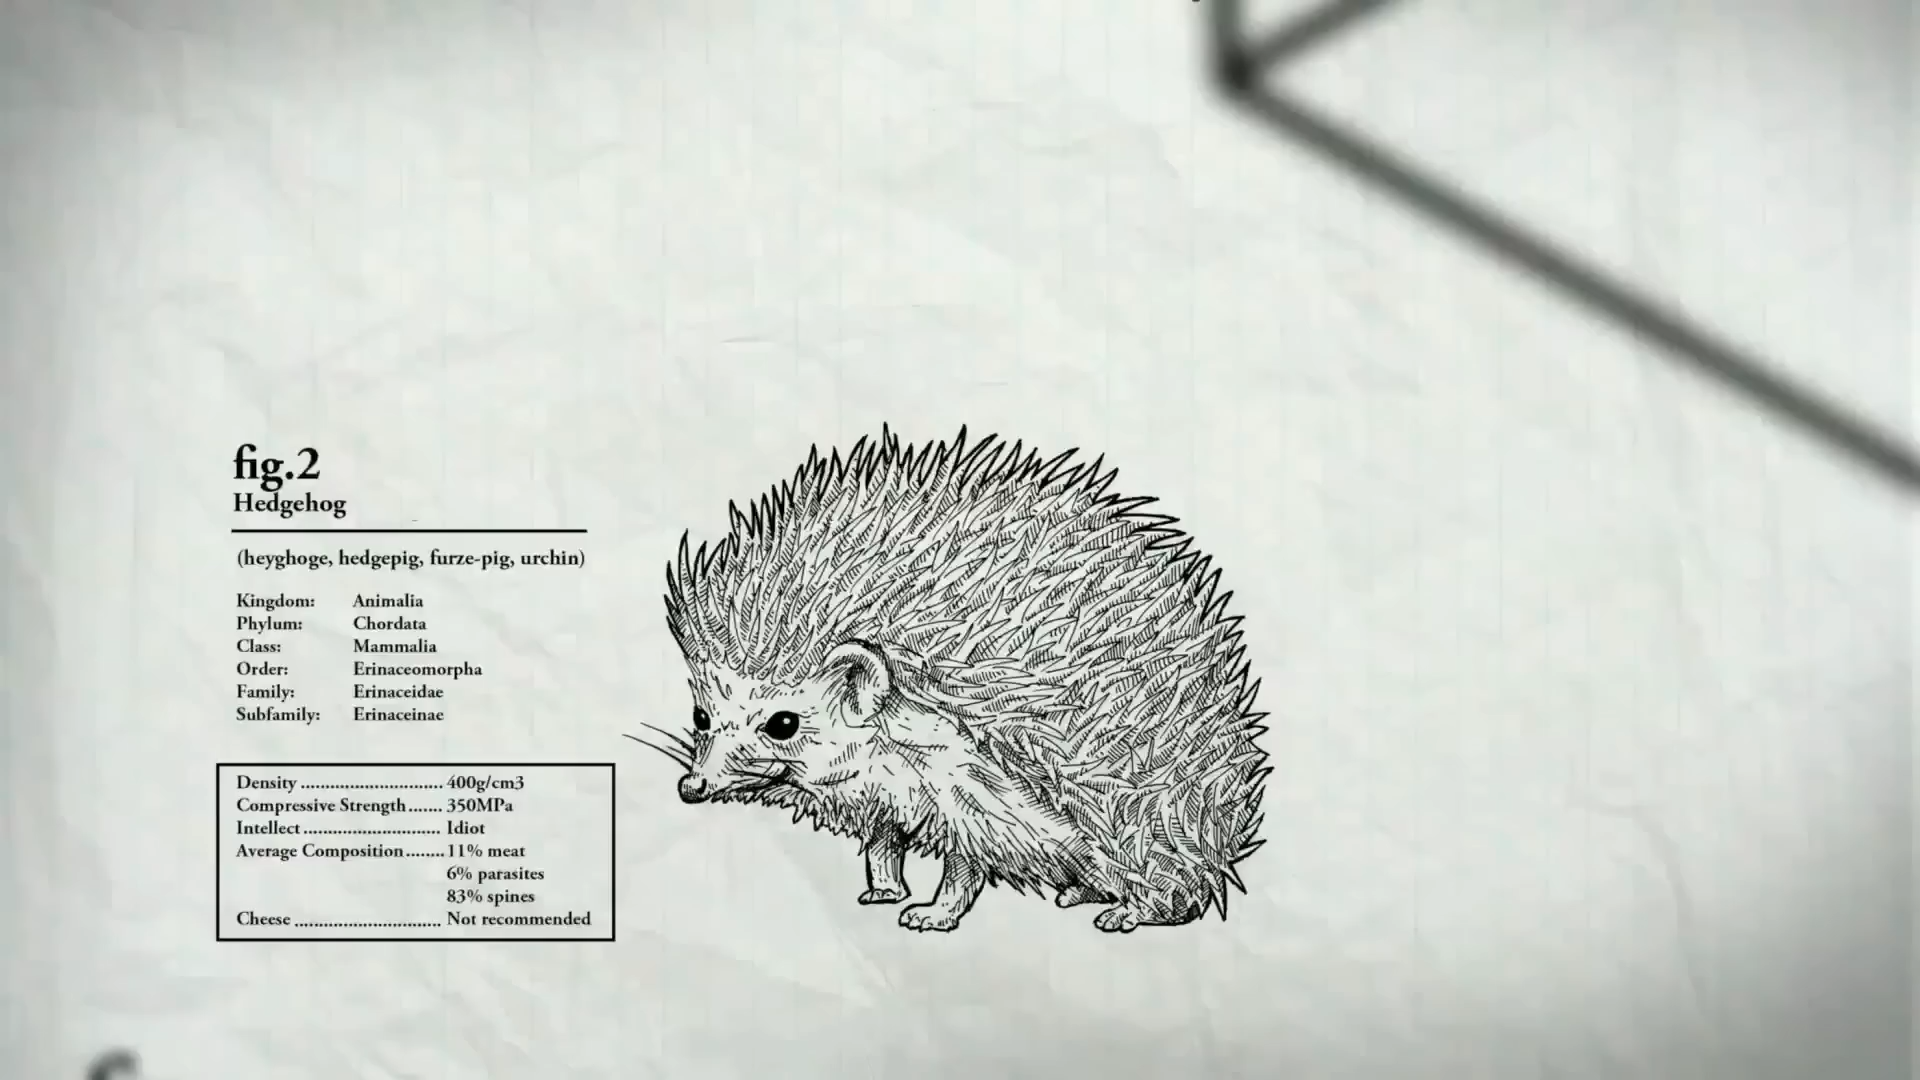 fig.2
Hedgehog
(heyghoge, hedgepig, furze-pig, urchin)
Kingdom: Animalia
Phylum: Chordata
Class: Mammalia
Order: Erinaceomorpha
Family: Erinaceidae
Subfamily: Erinaceinae
Density ............................. 400g/cm3
Compressive Strength....... 350MPa
Intellect ............................ Idiot
Average Composition........ 11% meat
6% parasites
83% spines
Cheese .............................. Not recommended